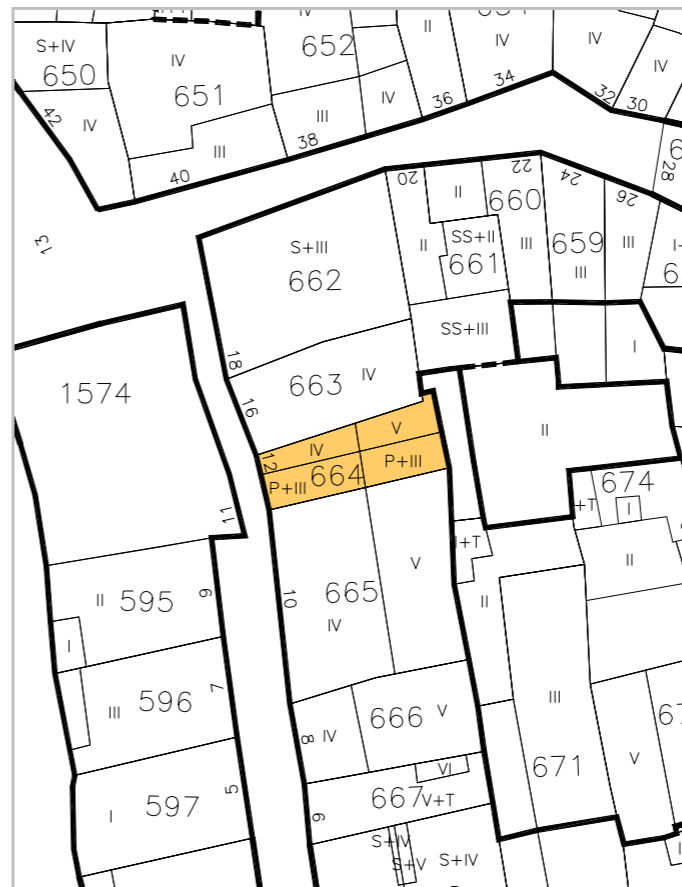 IV 652 II IV IV
S+IV 650 IV 651 IV III IV
42 IV III 38 36 34 32 30
40 20 22 24 26 28
13 S+III 662 II II SS+II 661 660 III 659 III III
SS+III I
18 663 IV
16
1574 IV V II
12 P+III 664 P+III
11 674 +T I
I+T II
V II
II 595 9 10 665 IV
I
III 596 7 III
8 IV 666 V 671 V
VI
I 597 5 6 667 V+T
S+IV
S+V S+IV